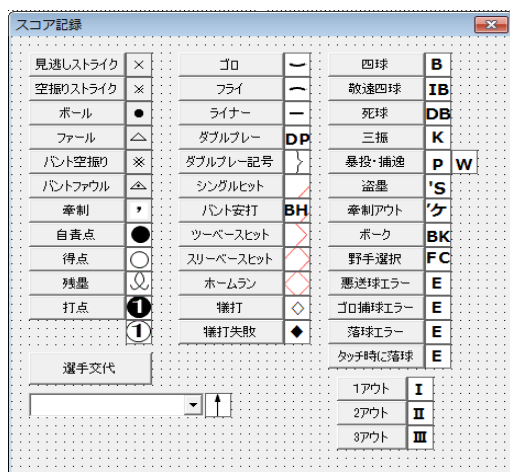 スコア記録
見逃しストライク ×
空振りストライク
ボール ●
ファール △
バント空振り ※
バントファウル
牽制 ,
自責点 ●
得点 ○
残塁
打点 ❶
①
選手交代
ゴロ
フライ
ライナー
ダブルプレー DP
ダブルプレー記号 }
シングルヒット
バント安打 BH
ツーベースヒット
スリーベースヒット
ホームラン
犠打 ◇
犠打失敗 ◆
四球 B
敬遠四球 IB
死球 DB
三振 K
暴投・捕逸 P W
盗塁 'S
牽制アウト 'ケ
ボーク BK
野手選択 FC
悪送球エラー E
ゴロ捕球エラー E
落球エラー E
タッチ時に落球 E
1アウト I
2アウト II
3アウト III